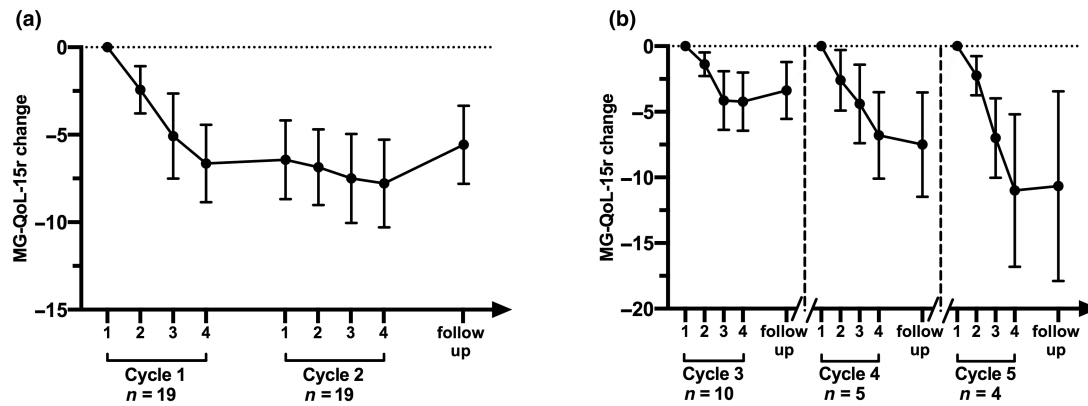 (a)
MG-QoL-15r change
0
–5
–10
–15
1 2 3 4 1 2 3 4 follow up
Cycle 1
n = 19
Cycle 2
n = 19
(b)
MG-QoL-15r change
0
–5
–10
–15
–20
1 2 3 4 follow up
1 2 3 4 follow up
1 2 3 4 follow up
Cycle 3
n = 10
Cycle 4
n = 5
Cycle 5
n = 4